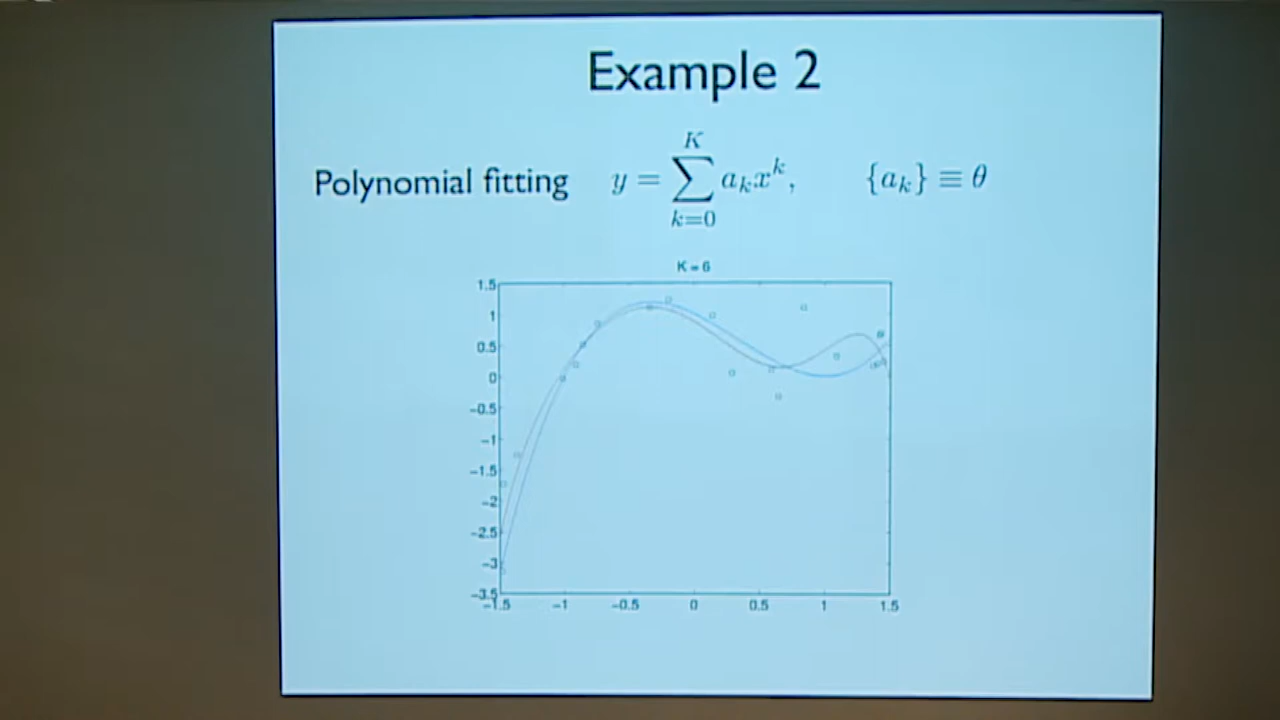 Example 2
Polynomial fitting y = \sum_{k=0}^{K} a_k x^k, {a_k} ≡ θ
K = 6
1.5
1
0.5
0
−0.5
−1
−1.5
−2
−2.5
−3
−3.5
−1.5 −1 −0.5 0 0.5 1 1.5